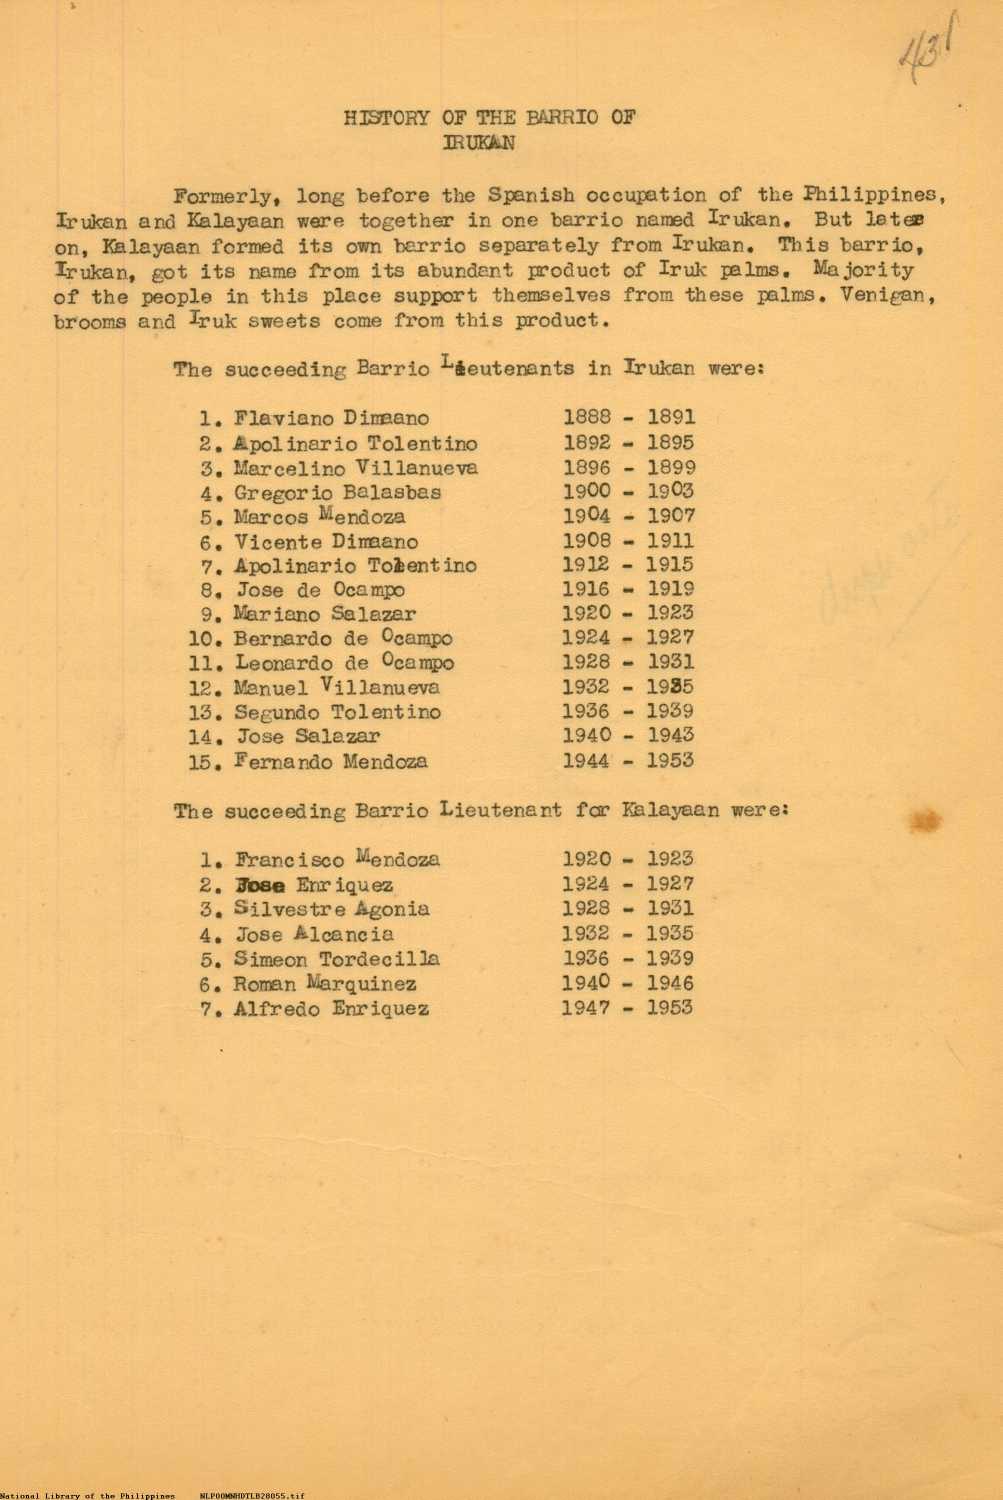 431
HISTORY OF THE BARRIO OF
IRUKAN
Formerly, long before the Spanish occupation of the Philippines,
Irukan and Kalayaan were together in one barrio named Irukan. But later
on, Kalayaan formed its own barrio separately from Irukan. This barrio,
Irukan, got its name from its abundant product of Iruk palms. Majority
of the people in this place support themselves from these palms. Venigan,
brooms and Iruk sweets come from this product.
The succeeding Barrio Lieutenants in Irukan were:
1. Flaviano Dimaano 1888 - 1891
2. Apolinario Tolentino 1892 - 1895
3. Marcelino Villanueva 1896 - 1899
4. Gregorio Balasbas 1900 - 1903
5. Marcos Mendoza 1904 - 1907
6. Vicente Dimaano 1908 - 1911
7. Apolinario Tolentino 1912 - 1915
8. Jose de Ocampo 1916 - 1919
9. Mariano Salazar 1920 - 1923
10. Bernardo de Ocampo 1924 - 1927
11. Leonardo de Ocampo 1928 - 1931
12. Manuel Villanueva 1932 - 1935
13. Segundo Tolentino 1936 - 1939
14. Jose Salazar 1940 - 1943
15. Fernando Mendoza 1944 - 1953
The succeeding Barrio Lieutenant for Kalayaan were:
1. Francisco Mendoza 1920 - 1923
2. Jose Enriquez 1924 - 1927
3. Silvestre Agonia 1928 - 1931
4. Jose Alcancia 1932 - 1935
5. Simeon Tordecilla 1936 - 1939
6. Roman Marquinez 1940 - 1946
7. Alfredo Enriquez 1947 - 1953
National Library of the Philippines NLPOOMNHDTLB28055.tif